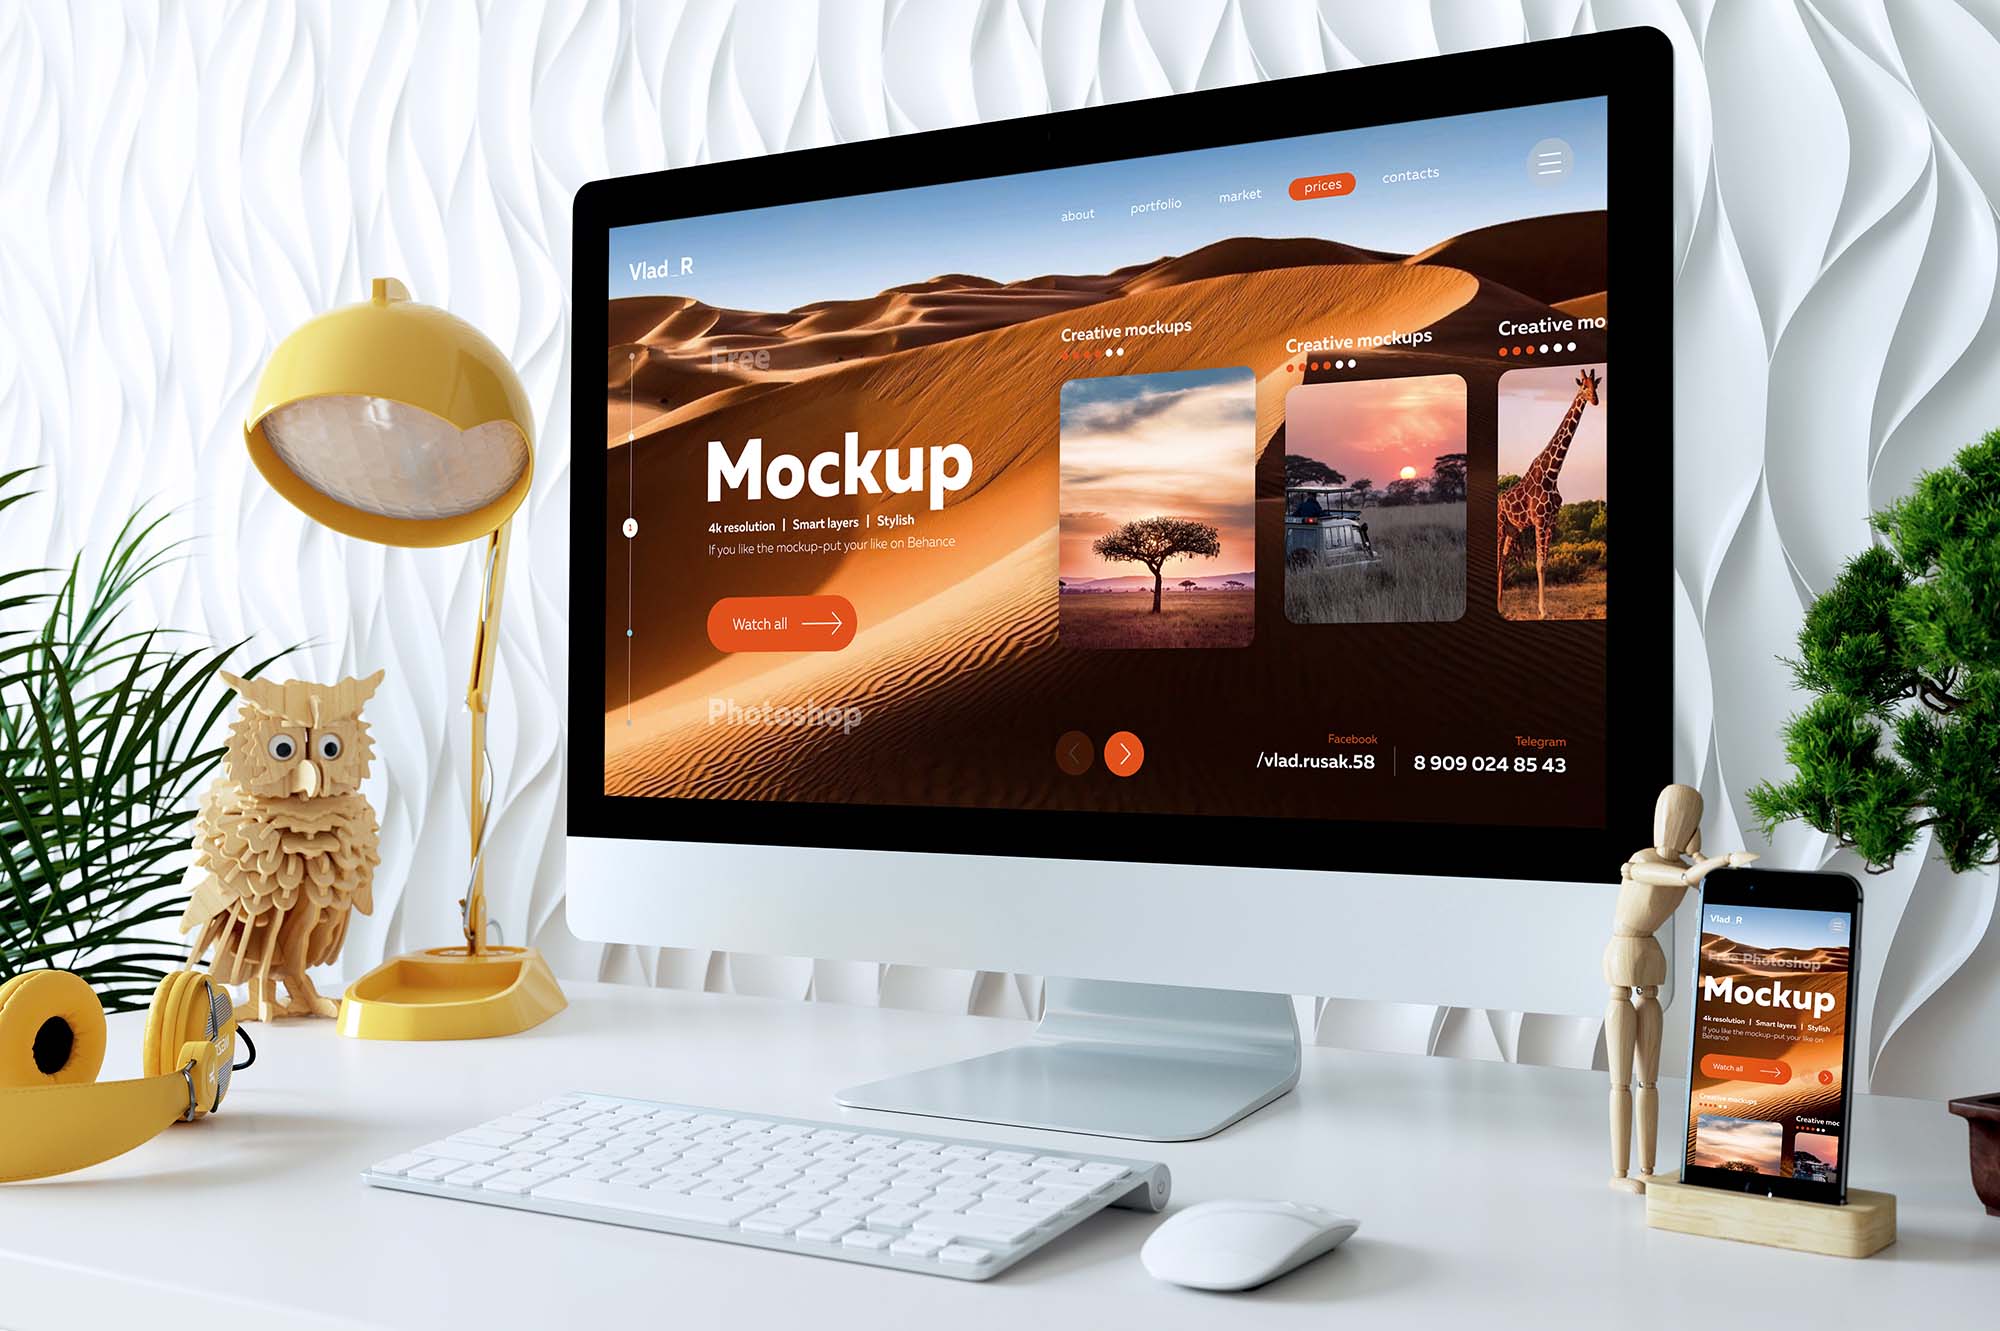 about
portfolio
market
prices
contacts
Vlad_R
Free
Creative mockups
Creative mockups
Creative mo
Mockup
4k resolution | Smart layers | Stylish
If you like the mockup-put your like on Behance
1
Watch all
Photoshop
Facebook
/vlad.rusak.58
Telegram
8 909 024 85 43
Vlad_R
Free Photoshop
Mockup
4k resolution | Smart layers | Stylish
If you like the mockup-put your like on
Behance
Watch all
Creative mockups
Creative moc